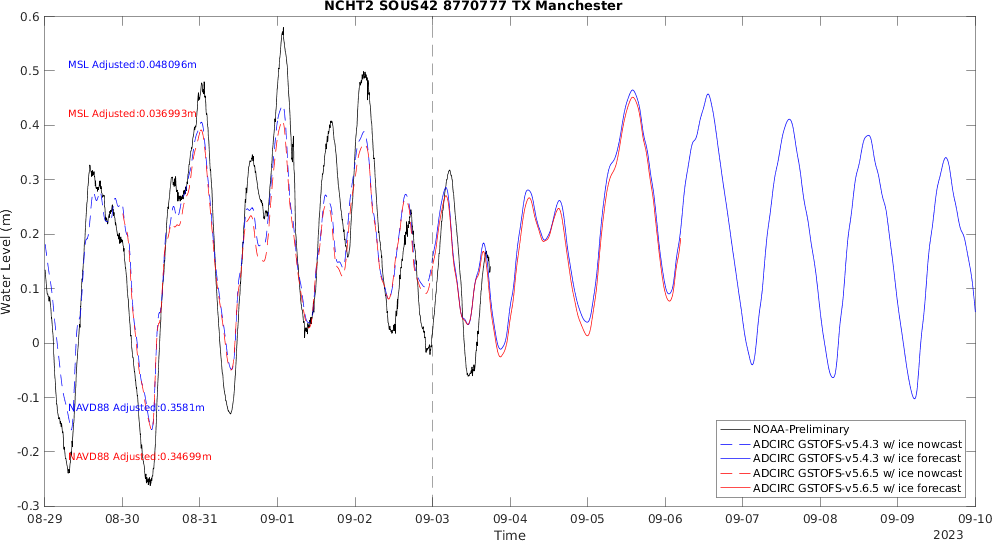 NCHT2 SOUS42 8770777 TX Manchester
Water Level (m)
0.6
0.5
0.4
0.3
0.2
0.1
0
-0.1
-0.2
-0.3
MSL Adjusted:0.048096m
MSL Adjusted:0.036993m
NAVD88 Adjusted:0.3581m
NAVD88 Adjusted:0.34699m
NOAA-Preliminary
ADCIRC GSTOFS-v5.4.3 w/ ice nowcast
ADCIRC GSTOFS-v5.4.3 w/ ice forecast
ADCIRC GSTOFS-v5.6.5 w/ ice nowcast
ADCIRC GSTOFS-v5.6.5 w/ ice forecast
08-29 08-30 08-31 09-01 09-02 09-03 09-04 09-05 09-06 09-07 09-08 09-09 09-10
Time
2023